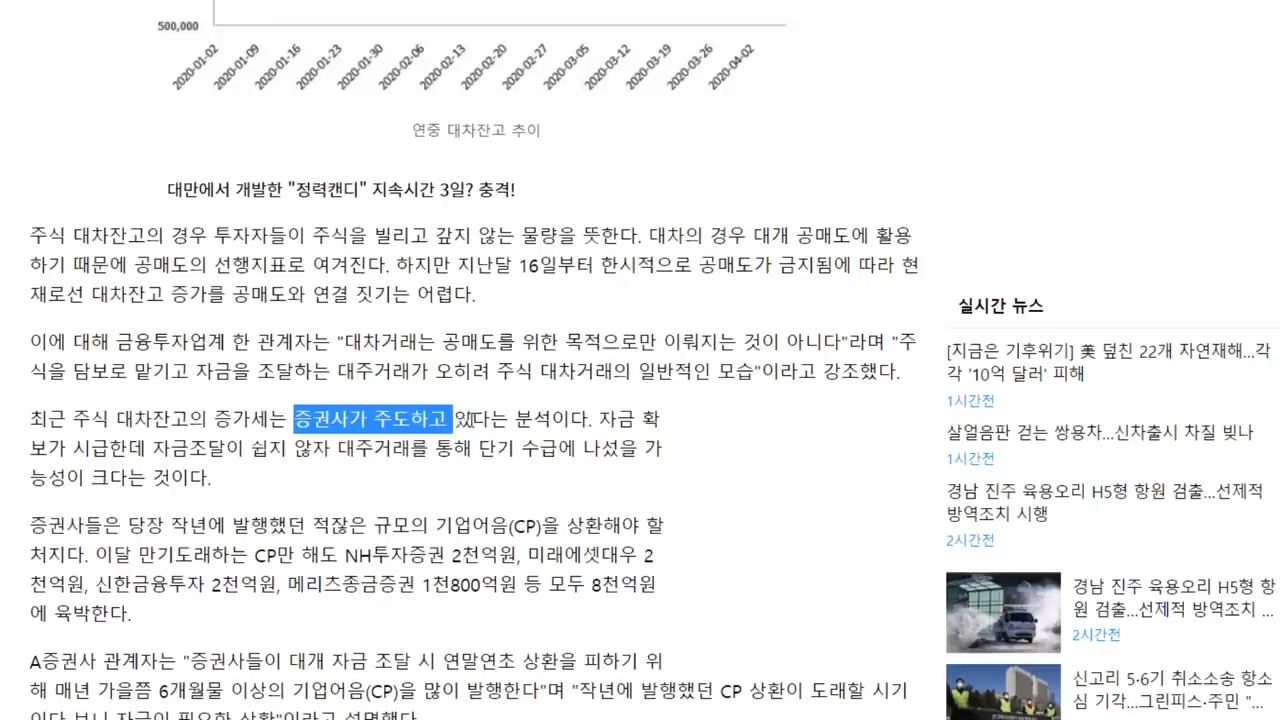 500,000
2020-01-02
2020-01-09
2020-01-16
2020-01-23
2020-01-30
2020-02-06
2020-02-13
2020-02-20
2020-02-27
2020-03-05
2020-03-12
2020-03-19
2020-03-26
2020-04-02
연중 대차잔고 추이
대만에서 개발한 "정력캔디" 지속시간 3일? 충격!
주식 대차잔고의 경우 투자자들이 주식을 빌리고 갚지 않는 물량을 뜻한다. 대차의 경우 대개 공매도에 활용
하기 때문에 공매도의 선행지표로 여겨진다. 하지만 지난달 16일부터 한시적으로 공매도가 금지됨에 따라 현
재로선 대차잔고 증가를 공매도와 연결 짓기는 어렵다.
이에 대해 금융투자업계 한 관계자는 "대차거래는 공매도를 위한 목적으로만 이뤄지는 것이 아니다"라며 "주
식을 담보로 맡기고 자금을 조달하는 대주거래가 오히려 주식 대차거래의 일반적인 모습"이라고 강조했다.
최근 주식 대차잔고의 증가세는 증권사가 주도하고 있다는 분석이다. 자금 확
보가 시급한데 자금조달이 쉽지 않자 대주거래를 통해 단기 수급에 나섰을 가
능성이 크다는 것이다.
증권사들은 당장 작년에 발행했던 적잖은 규모의 기업어음(CP)을 상환해야 할
처지다. 이달 만기도래하는 CP만 해도 NH투자증권 2천억원, 미래에셋대우 2
천억원, 신한금융투자 2천억원, 메리츠종금증권 1천800억원 등 모두 8천억원
에 육박한다.
A증권사 관계자는 "증권사들이 대개 자금 조달 시 연말연초 상환을 피하기 위
해 매년 가을쯤 6개월물 이상의 기업어음(CP)을 많이 발행한다"며 "작년에 발행했던 CP 상환이 도래할 시기
이다 보니 자금이 필요한 상황"이라고 설명했다.
실시간 뉴스
[지금은 기후위기] 美 덮친 22개 자연재해...각
각 '10억 달러' 피해
1시간전
살얼음판 걷는 쌍용차...신차출시 차질 빚나
1시간전
경남 진주 육용오리 H5형 항원 검출...선제적
방역조치 시행
2시간전
경남 진주 육용오리 H5형 항
원 검출...선제적 방역조치 ...
2시간전
신고리 5·6기 취소소송 항소
심 기각...그린피스·주민 "...